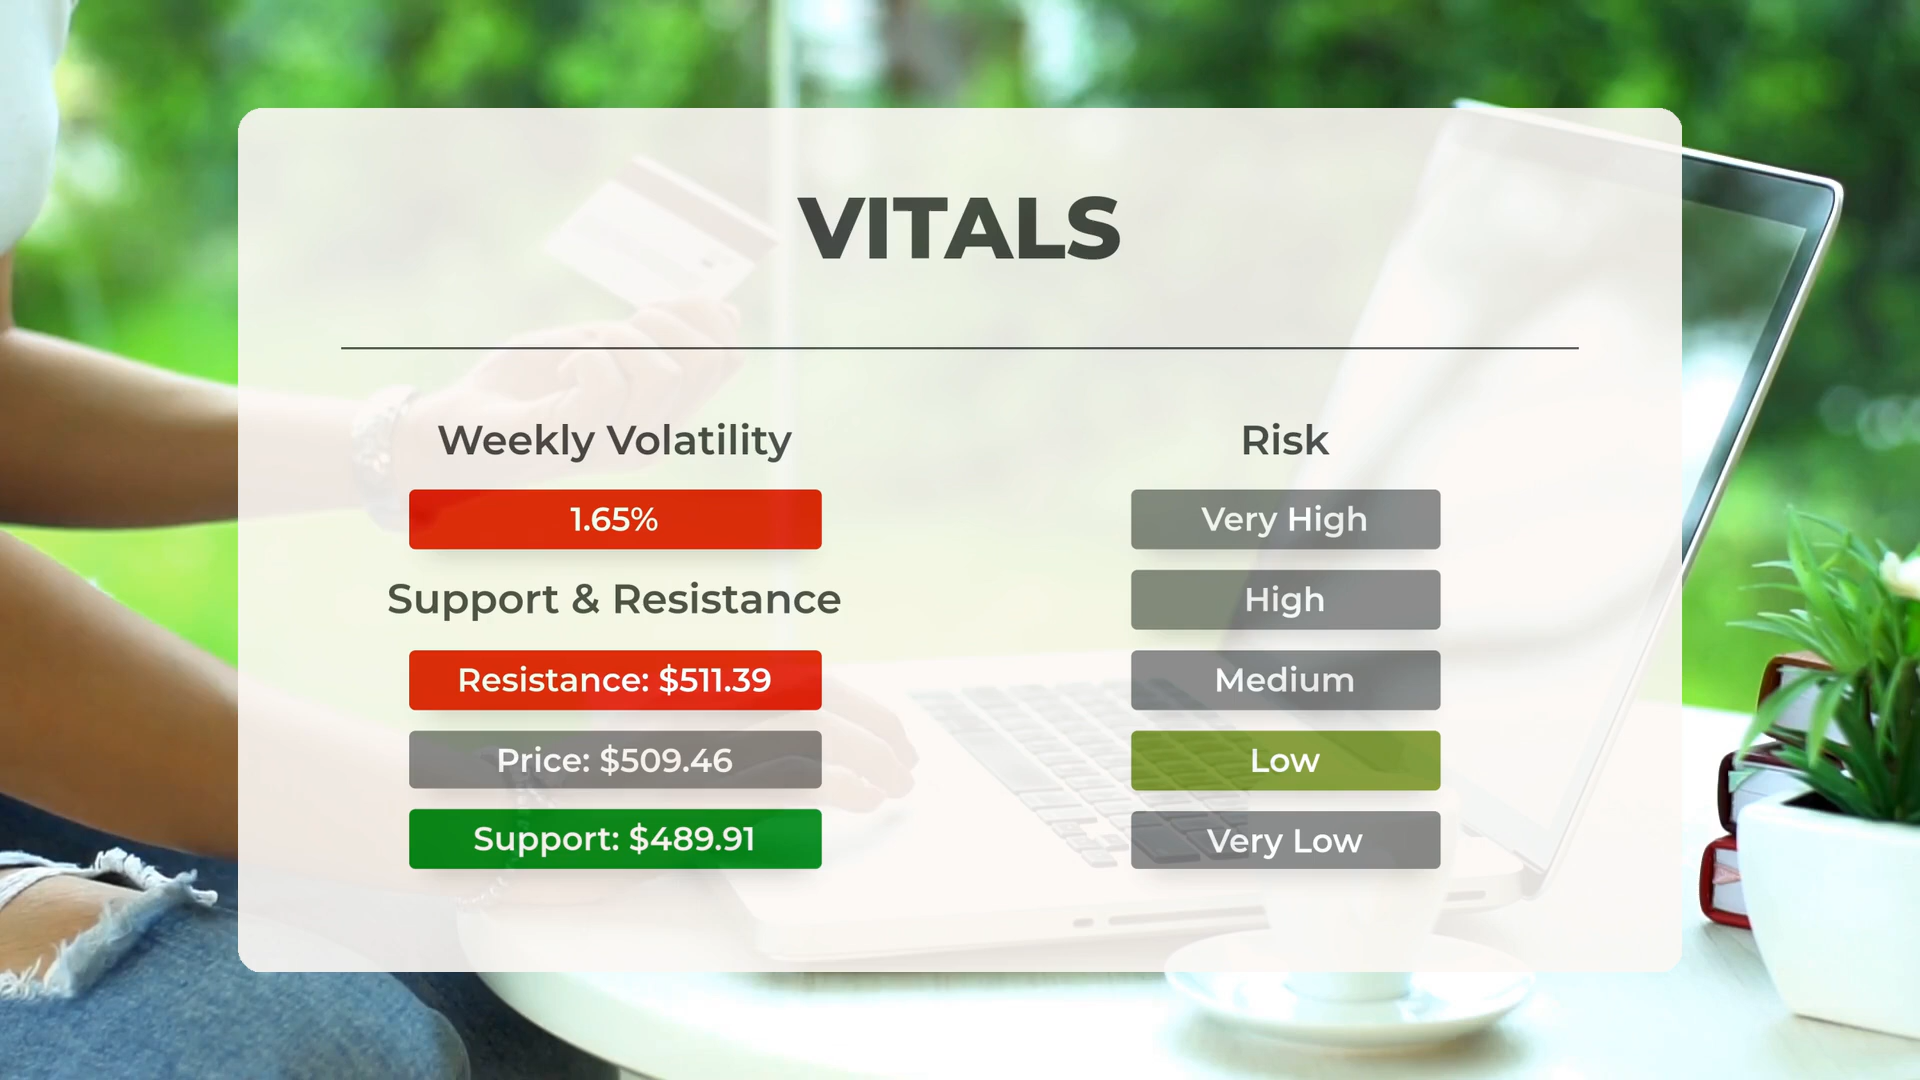 VITALS
Weekly Volatility
1.65%
Support & Resistance
Resistance: $511.39
Price: $509.46
Support: $489.91
Risk
Very High
High
Medium
Low
Very Low